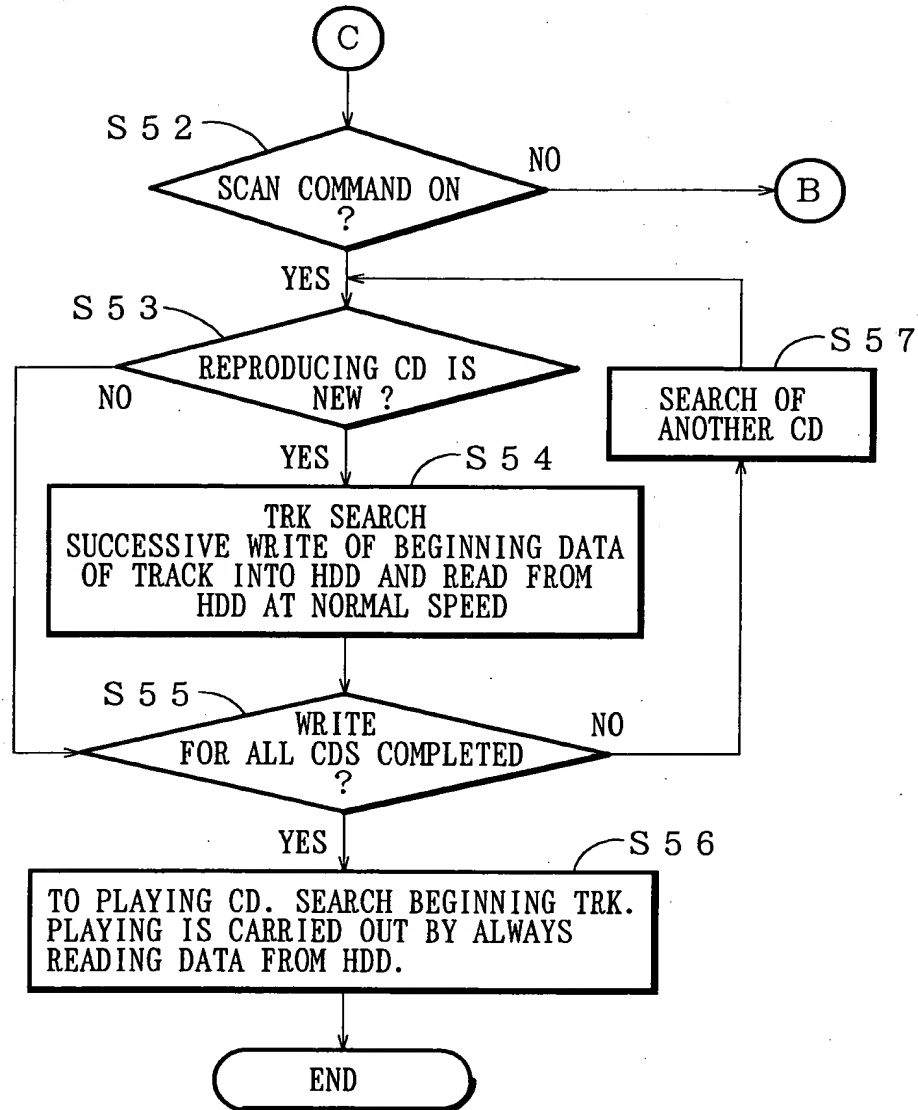 C
S52
SCAN COMMAND ON
?
NO
B
YES
S53
REPRODUCING CD IS
NEW ?
NO
YES
S57
SEARCH OF
ANOTHER CD
S54
TRK SEARCH
SUCCESSIVE WRITE OF BEGINNING DATA
OF TRACK INTO HDD AND READ FROM
HDD AT NORMAL SPEED
S55
WRITE
FOR ALL CDS COMPLETED
?
NO
YES
S56
TO PLAYING CD. SEARCH BEGINNING TRK.
PLAYING IS CARRIED OUT BY ALWAYS
READING DATA FROM HDD.
END